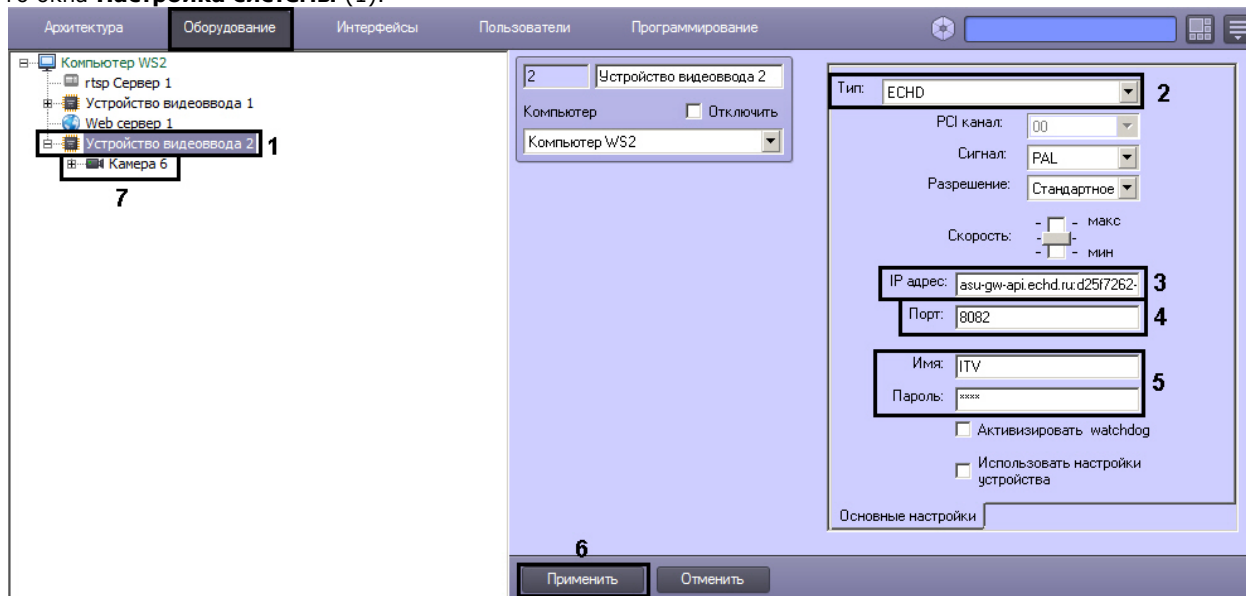 го окна Настройка системы (1).
Архитектура Оборудование Интерфейсы Пользователи Программирование
Компьютер WS2
rtsp Сервер 1
Устройство видеоввода 1
Web сервер 1
Устройство видеоввода 2 1
Камера 6
7
2 Устройство видеоввода 2
Компьютер Отключить
Компьютер WS2
Тип: ECHD 2
PCI канал: 00
Сигнал: PAL
Разрешение: Стандартное
- - макс
Скорость: - -
- - мин
IP адрес: asu-gw-api.echd.ru:d25f7262- 3
Порт: 8082 4
Имя: ITV
5
Пароль: ××××
Активизировать watchdog
Использовать настройки
устройства
Основные настройки
6
Применить Отменить